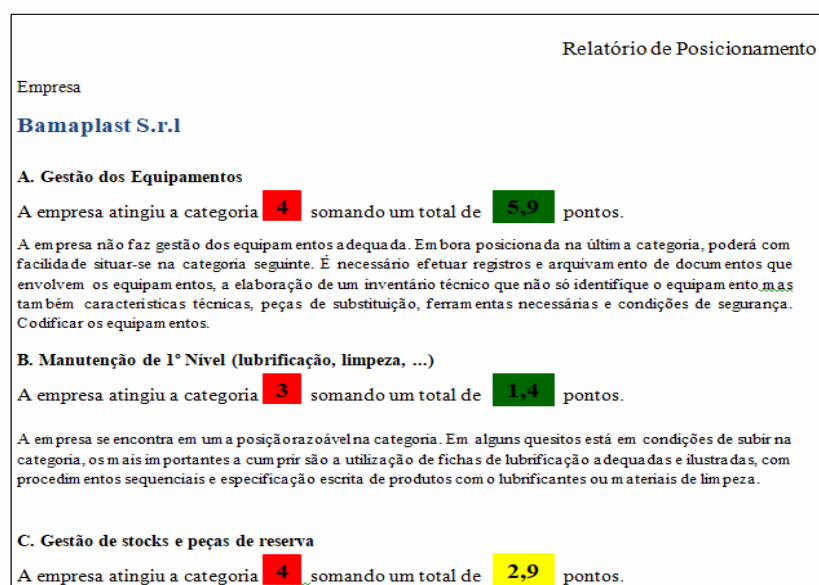 Relatório de Posicionamento
Empresa
Bamaplast S.r.l
A. Gestão dos Equipamentos
A empresa atingiu a categoria 4 somando um total de 5,9 pontos.
A empresa não faz gestão dos equipamentos adequada. Embora posicionada na última categoria, poderá com
facilidade situar-se na categoria seguinte. É necessário efetuar registros e arquivamento de documentos que
envolvem os equipamentos, a elaboração de um inventário técnico que não só identifique o equipamento mas
também características técnicas, peças de substituição, ferramentas necessárias e condições de segurança.
Codificar os equipamentos.
B. Manutenção de 1º Nível (lubrificação, limpeza, ...)
A empresa atingiu a categoria 3 somando um total de 1,4 pontos.
A empresa se encontra em uma posição razoável na categoria. Em alguns quesitos está em condições de subir na
categoria, os mais importantes a cumprir são a utilização de fichas de lubrificação adequadas e ilustradas, com
procedimentos sequenciais e especificação escrita de produtos como lubrificantes ou materiais de limpeza.
C. Gestão de stocks e peças de reserva
A empresa atingiu a categoria 4 somando um total de 2,9 pontos.